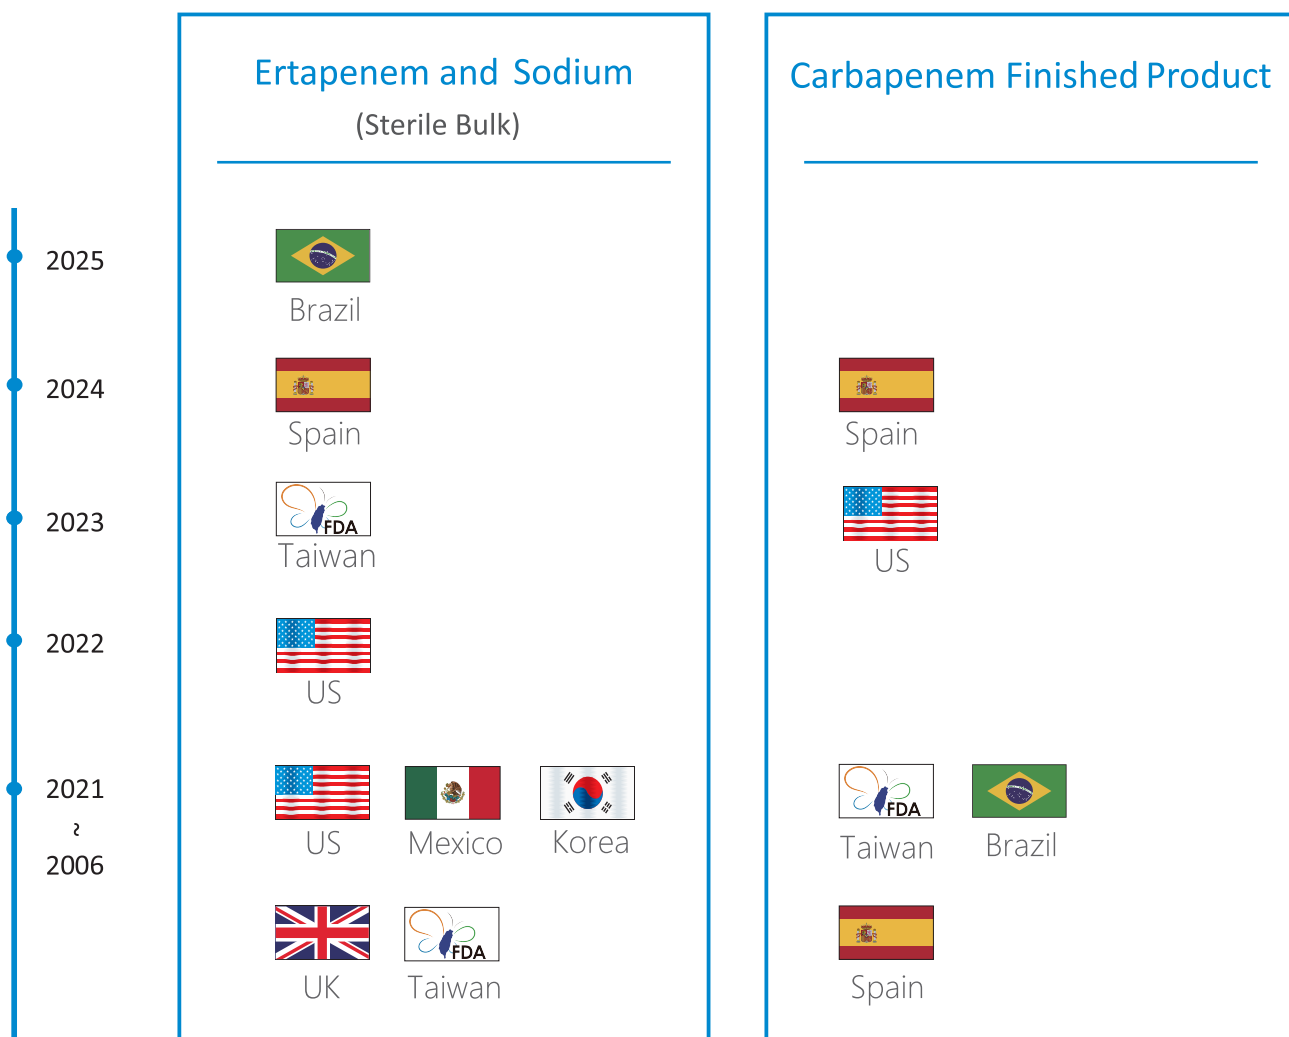 Ertapenem and Sodium
(Sterile Bulk)
Carbapenem Finished Product
2025
Brazil
2024
Spain
Spain
2023
FDA
Taiwan
US
2022
US
2021
~
2006
US
Mexico
Korea
FDA
Taiwan
Brazil
UK
FDA
Taiwan
Spain